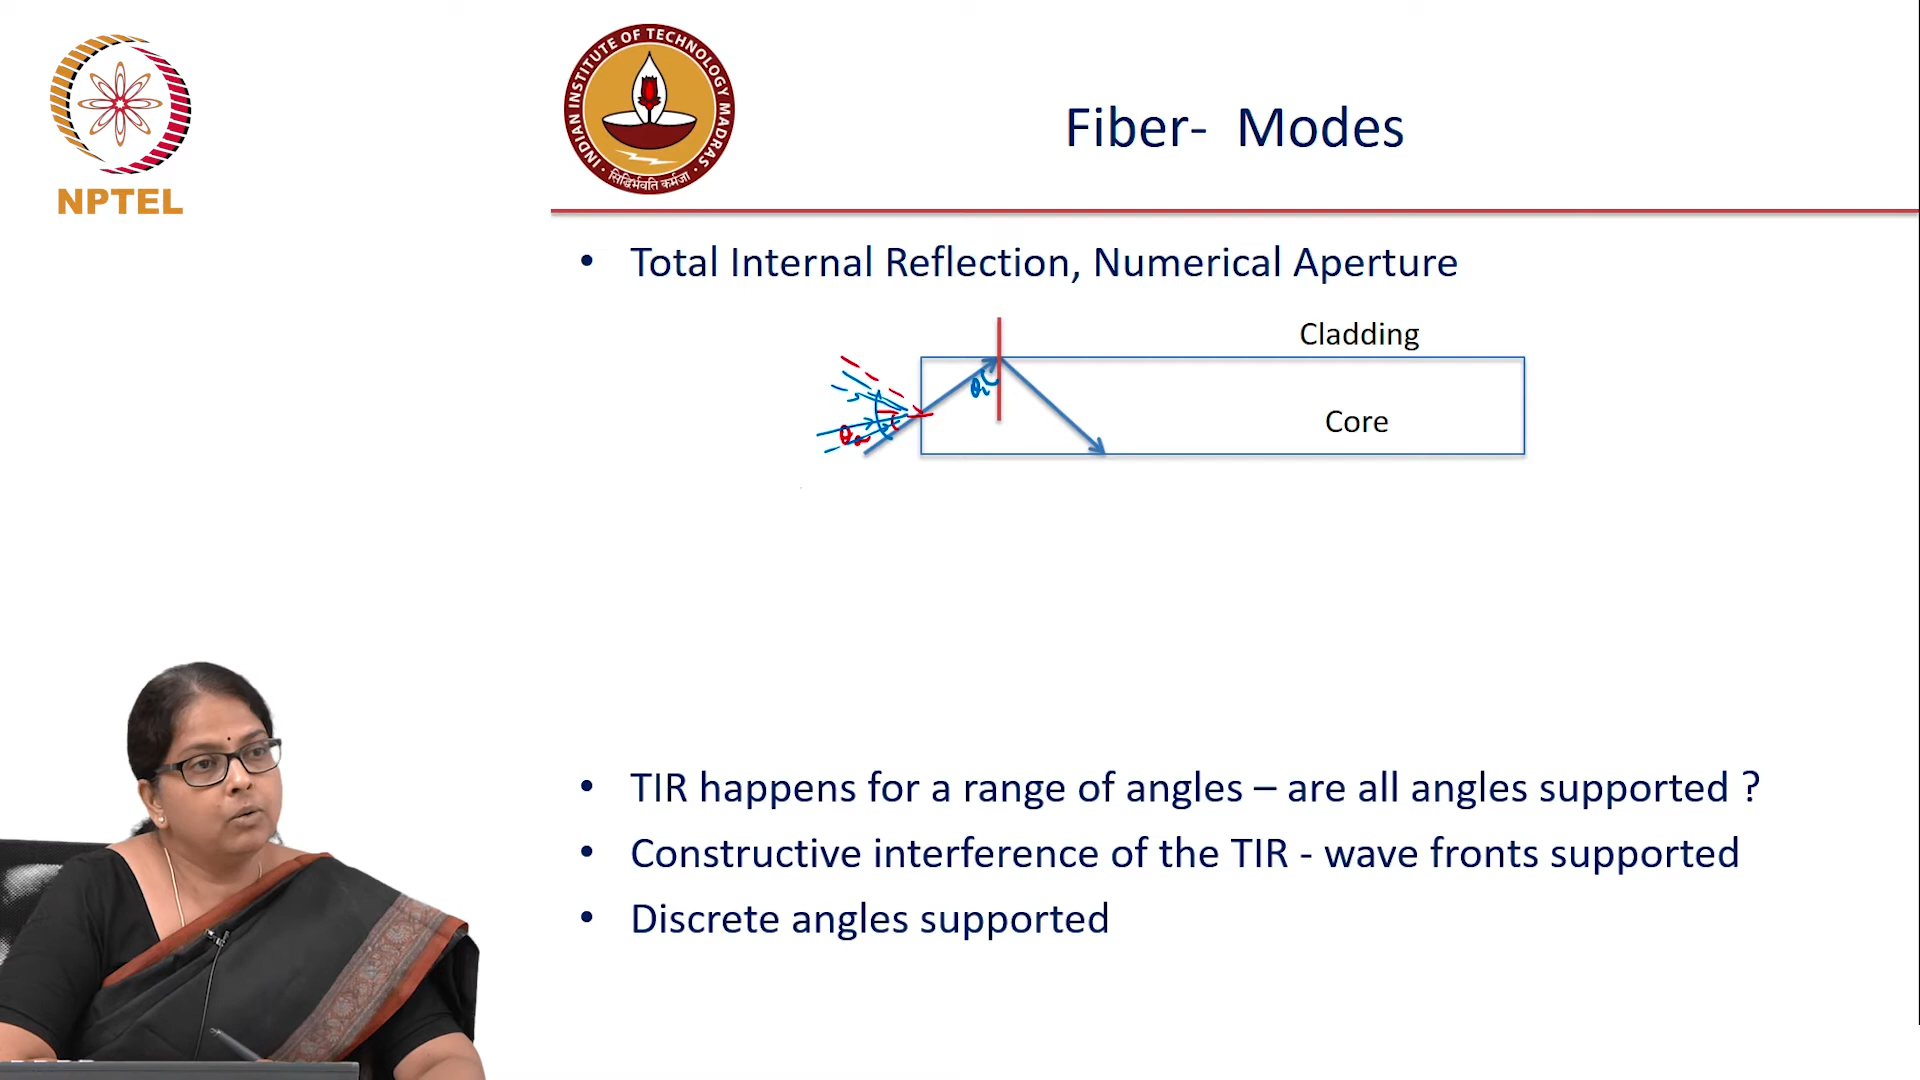 NPTEL
INDIAN INSTITUTE OF TECHNOLOGY MADRAS
सिद्धिर्भवति कर्मजा
Fiber- Modes
• Total Internal Reflection, Numerical Aperture
Cladding
Core
• TIR happens for a range of angles – are all angles supported ?
• Constructive interference of the TIR - wave fronts supported
• Discrete angles supported